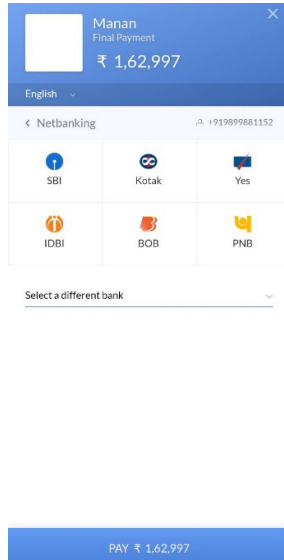 Manan
Final Payment
₹ 1,62,997
English
Netbanking +919899881152
SBI Kotak Yes
IDBI BOB PNB
Select a different bank
PAY ₹ 1,62,997